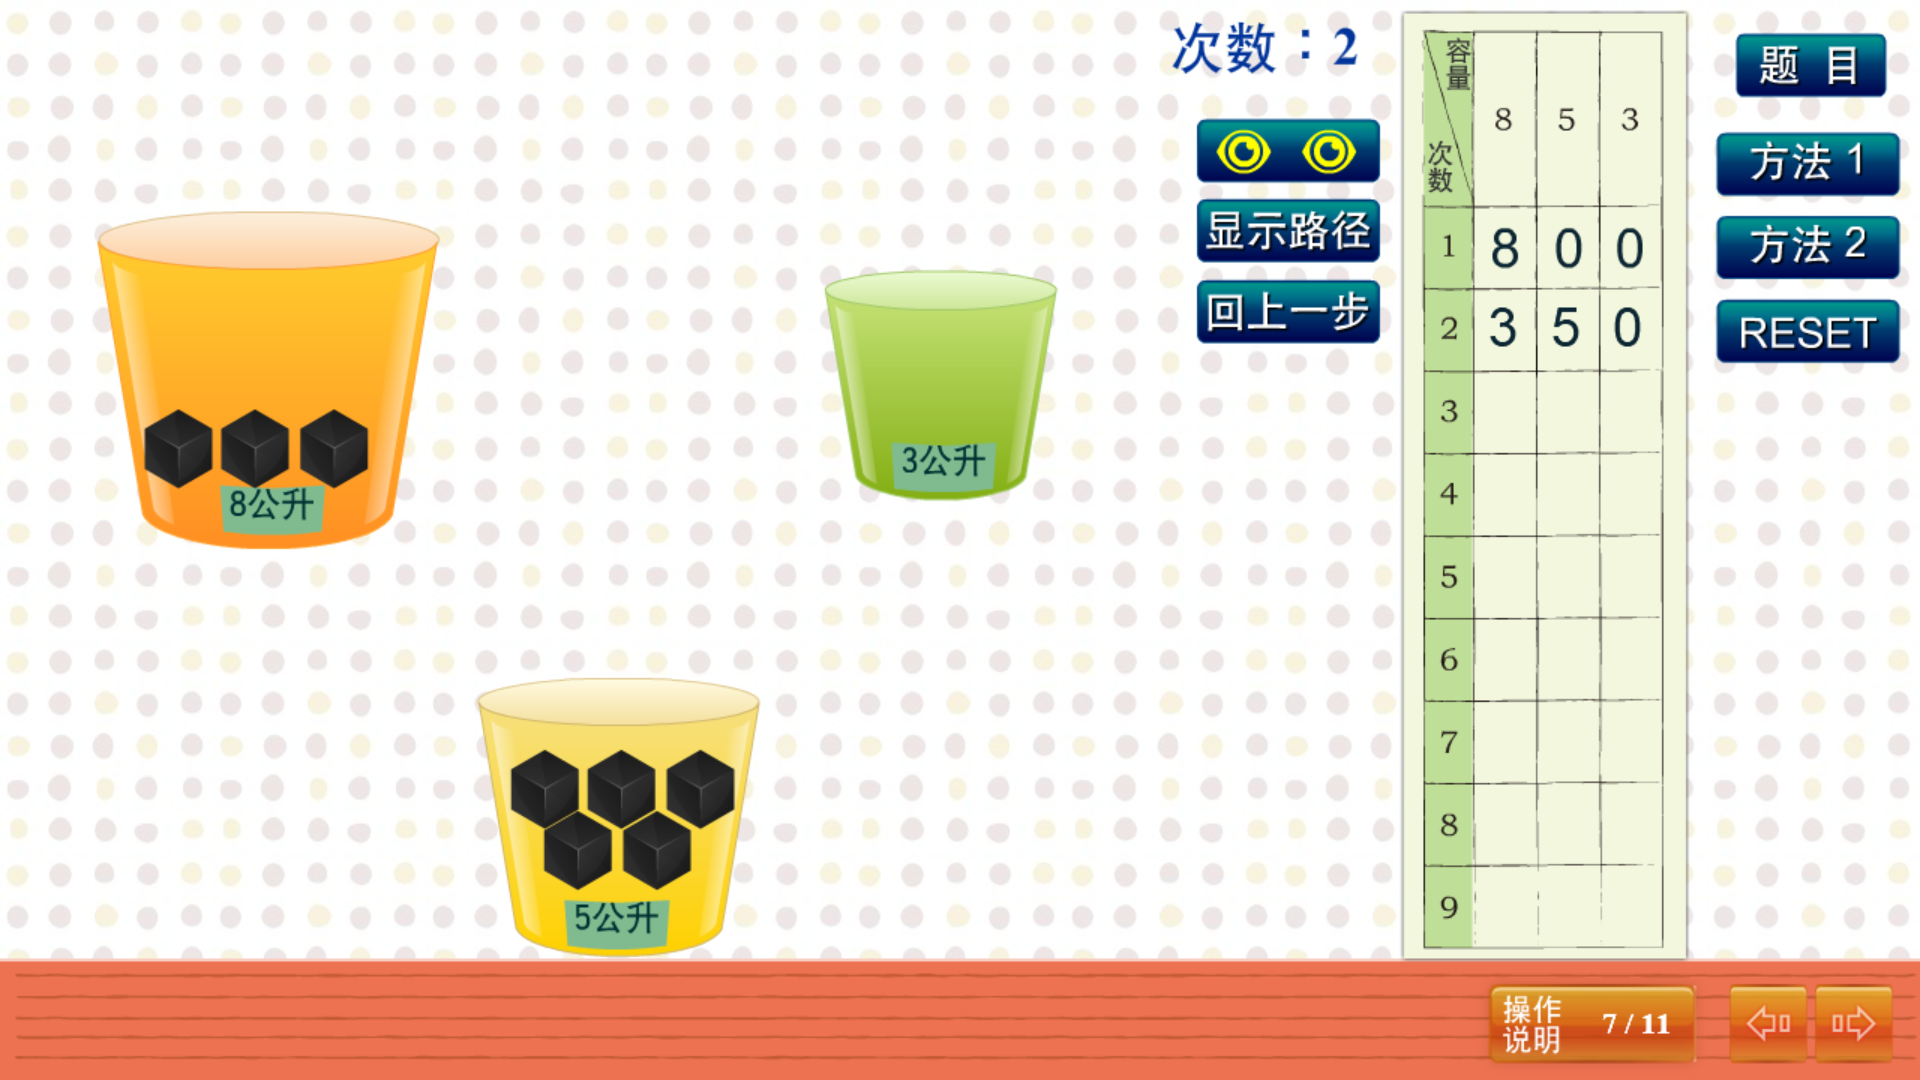 次数：2
显示路径
回上一步
8公升
3公升
5公升
容量
次数
8 5 3
1 8 0 0
2 3 5 0
3
4
5
6
7
8
9
题 目
方法 1
方法 2
RESET
操作
说明
7 / 11